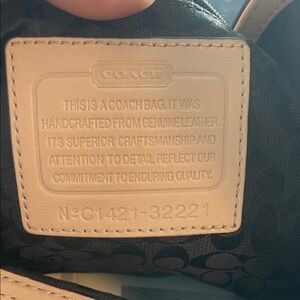 COACH
THIS IS A COACH BAG. IT WAS
HANDCRAFTED FROM GENUINE LEATHER.
ITS SUPERIOR CRAFTSMANSHIP AND
ATTENTION TO DETAIL REFLECT OUR
COMMITMENT TO ENDURING QUALITY.
Nº C1421-32221